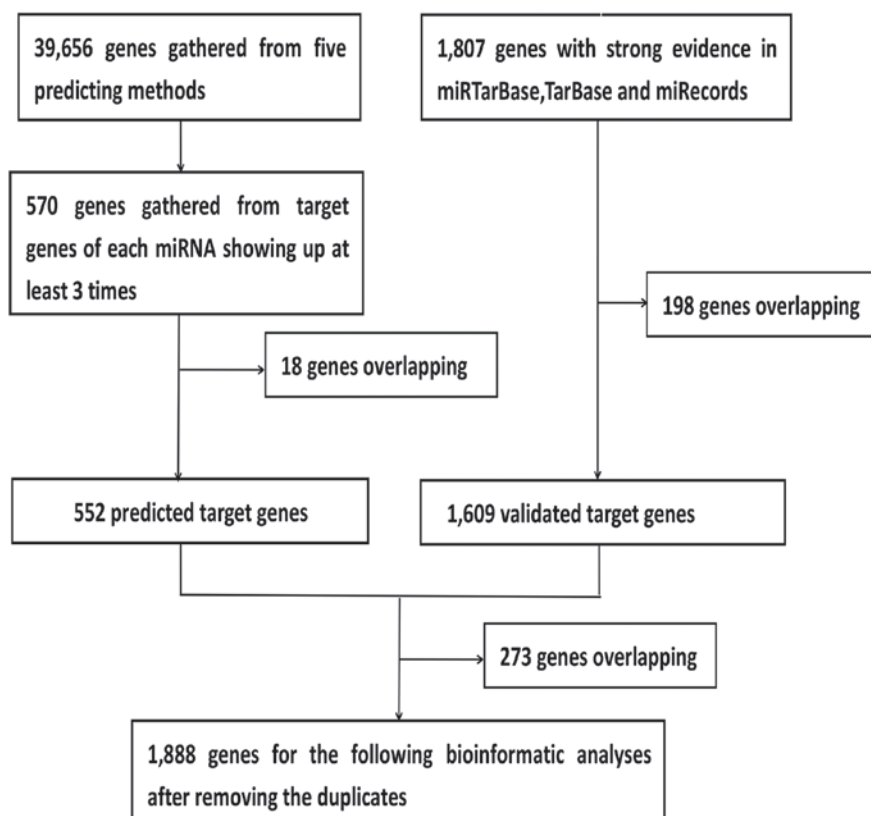 39,656 genes gathered from five
predicting methods
1,807 genes with strong evidence in
miRTarBase,TarBase and miRecords
570 genes gathered from target
genes of each miRNA showing up at
least 3 times
198 genes overlapping
18 genes overlapping
552 predicted target genes
1,609 validated target genes
273 genes overlapping
1,888 genes for the following bioinformatic analyses
after removing the duplicates